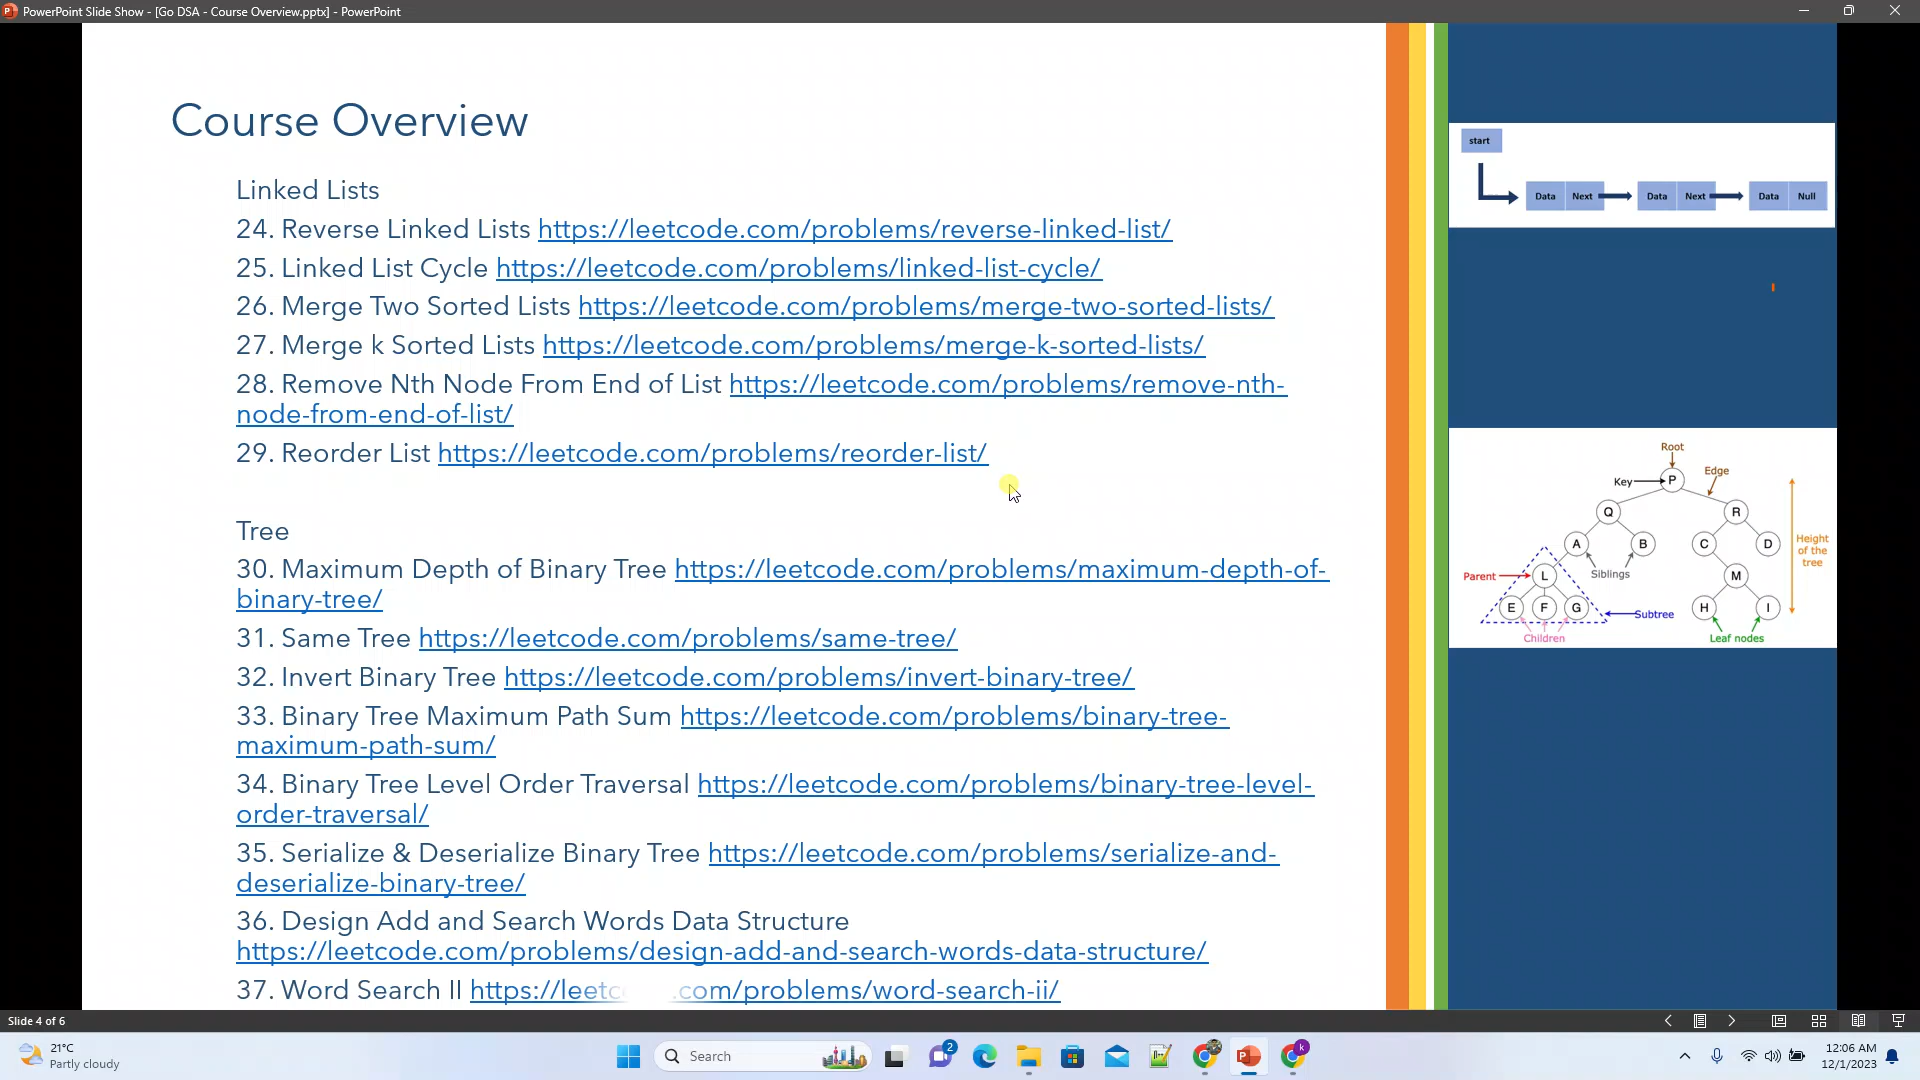 PowerPoint Slide Show - [Go DSA - Course Overview.pptx] - PowerPoint
Course Overview
Linked Lists
24. Reverse Linked Lists https://leetcode.com/problems/reverse-linked-list/
25. Linked List Cycle https://leetcode.com/problems/linked-list-cycle/
26. Merge Two Sorted Lists https://leetcode.com/problems/merge-two-sorted-lists/
27. Merge k Sorted Lists https://leetcode.com/problems/merge-k-sorted-lists/
28. Remove Nth Node From End of List https://leetcode.com/problems/remove-nth-
node-from-end-of-list/
29. Reorder List https://leetcode.com/problems/reorder-list/
Tree
30. Maximum Depth of Binary Tree https://leetcode.com/problems/maximum-depth-of-
binary-tree/
31. Same Tree https://leetcode.com/problems/same-tree/
32. Invert Binary Tree https://leetcode.com/problems/invert-binary-tree/
33. Binary Tree Maximum Path Sum https://leetcode.com/problems/binary-tree-
maximum-path-sum/
34. Binary Tree Level Order Traversal https://leetcode.com/problems/binary-tree-level-
order-traversal/
35. Serialize & Deserialize Binary Tree https://leetcode.com/problems/serialize-and-
deserialize-binary-tree/
36. Design Add and Search Words Data Structure
https://leetcode.com/problems/design-add-and-search-words-data-structure/
37. Word Search II https://leetc .com/problems/word-search-ii/
start
Data Next Data Next Data Null
Root
Edge
Key P
Q R
A B C D
Height
of the
tree
Siblings
Parent L M
E F G H I
Subtree
Children Leaf nodes
Slide 4 of 6
21°C
Partly cloudy
Search
2
k
12:06 AM
12/1/2023